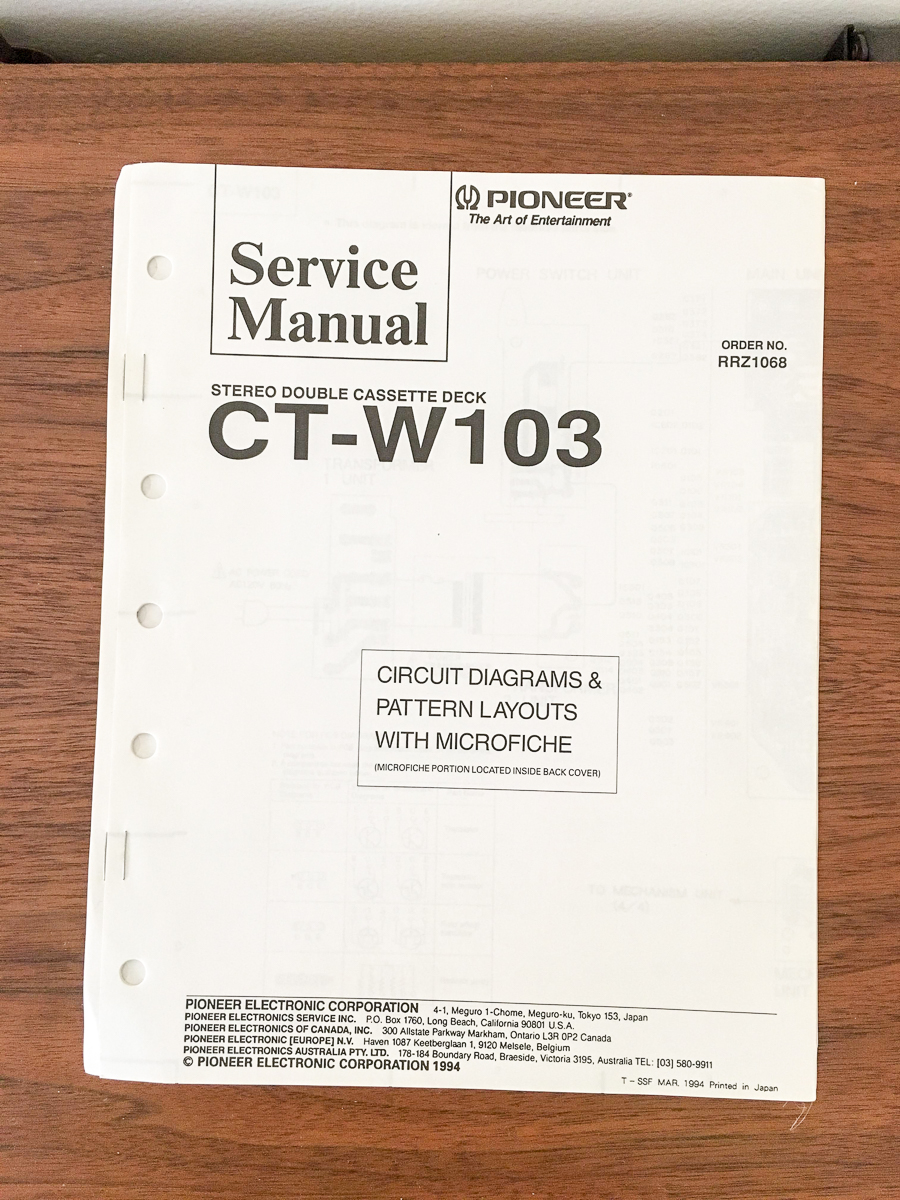 PIONEER®
The Art of Entertainment
Service
Manual
ORDER NO.
RRZ1068
STEREO DOUBLE CASSETTE DECK
CT-W103
CIRCUIT DIAGRAMS &
PATTERN LAYOUTS
WITH MICROFICHE
(MICROFICHE PORTION LOCATED INSIDE BACK COVER)
PIONEER ELECTRONIC CORPORATION 4-1, Meguro 1-Chome, Meguro-ku, Tokyo 153, Japan
PIONEER ELECTRONICS SERVICE INC. P.O. Box 1760, Long Beach, California 90801 U.S.A.
PIONEER ELECTRONICS OF CANADA, INC. 300 Allstate Parkway Markham, Ontario L3R 0P2 Canada
PIONEER ELECTRONIC [EUROPE] N.V. Haven 1087 Keetberglaan 1, 9120 Melsele, Belgium
PIONEER ELECTRONICS AUSTRALIA PTY. LTD. 178-184 Boundary Road, Braeside, Victoria 3195, Australia TEL: [03] 580-9911
© PIONEER ELECTRONIC CORPORATION 1994
T – SSF MAR. 1994 Printed in Japan